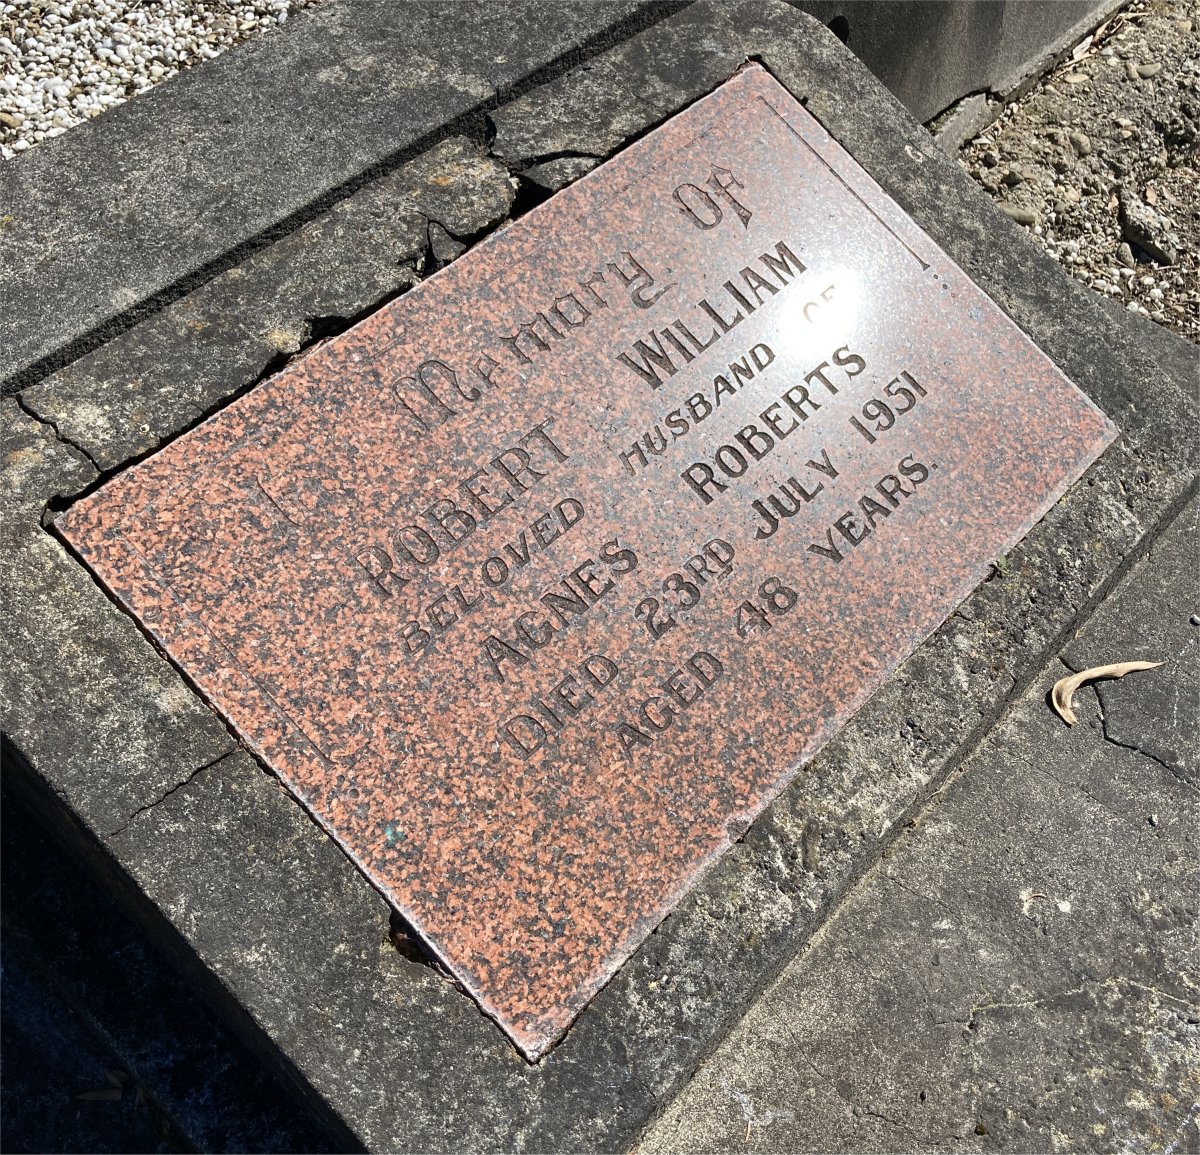 Memory Of
ROBERT WILLIAM
BELOVED HUSBAND OF
AGNES ROBERTS
DIED 23RD JULY 1951
AGED 48 YEARS.